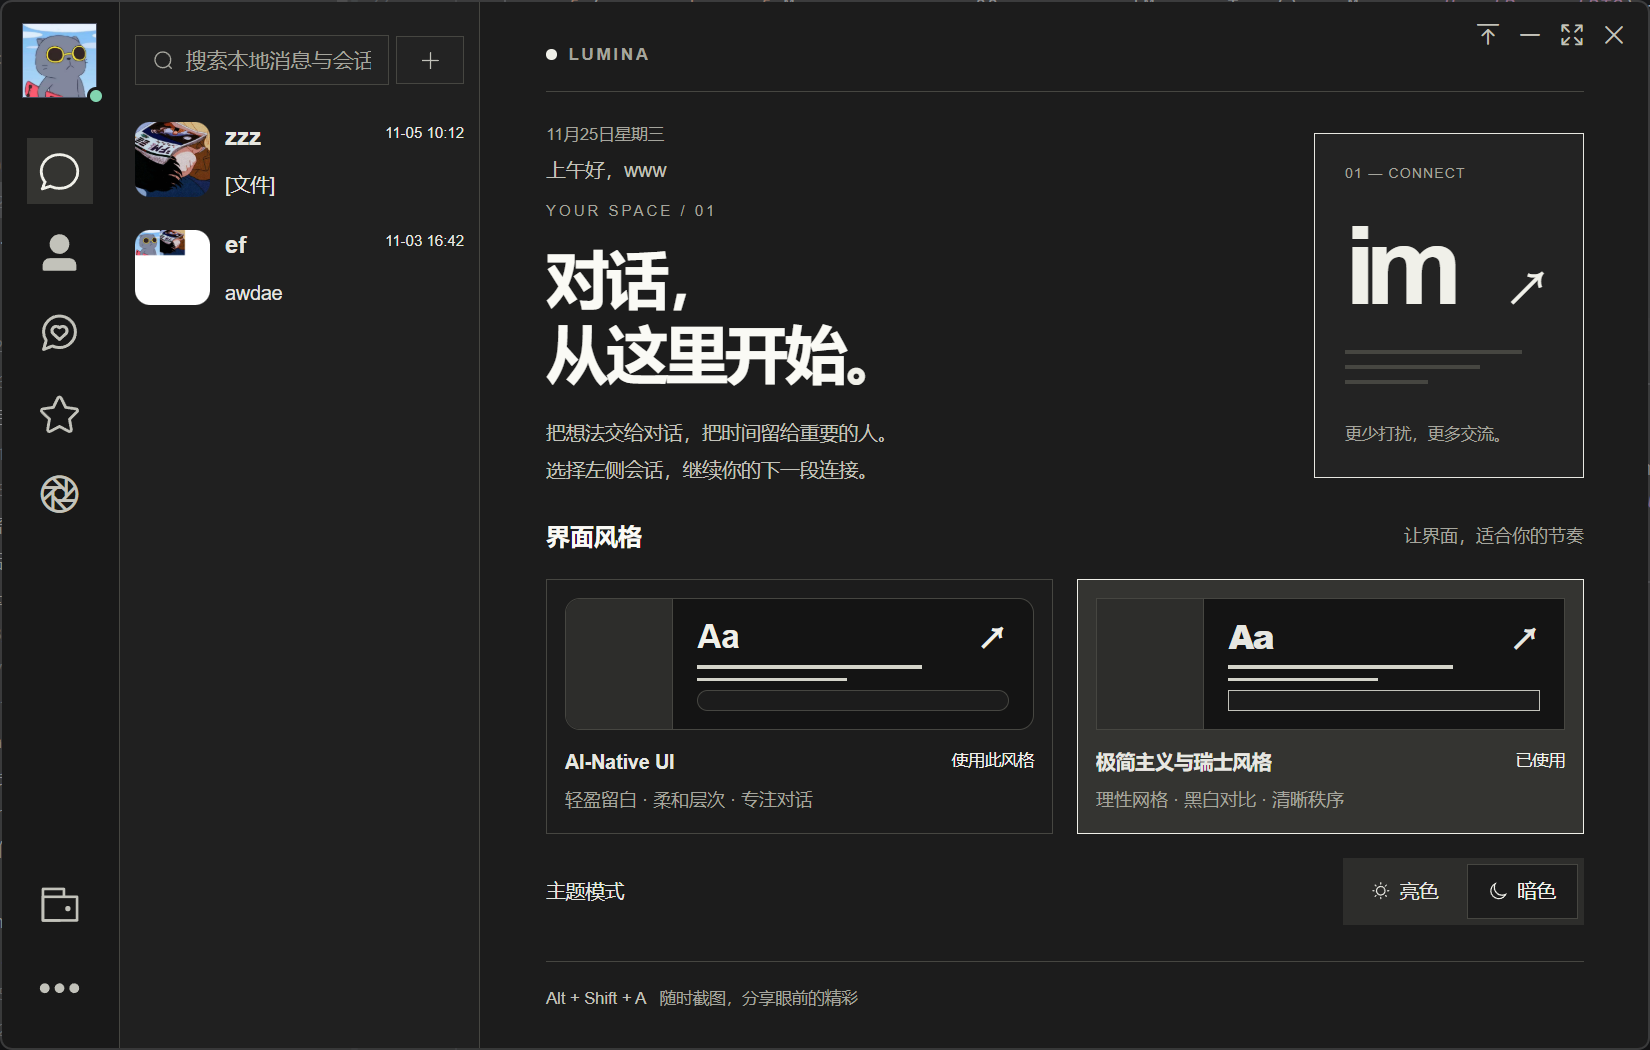 搜索本地消息与会话
zzz
11-05 10:12
[文件]
ef
11-03 16:42
awdae
LUMINA
11月25日星期三
上午好，www
YOUR SPACE / 01
对话，
从这里开始。
把想法交给对话，把时间留给重要的人。
选择左侧会话，继续你的下一段连接。
01 — CONNECT
im
更少打扰，更多交流。
界面风格
让界面，适合你的节奏
Aa
AI-Native UI
使用此风格
轻盈留白 · 柔和层次 · 专注对话
Aa
极简主义与瑞士风格
已使用
理性网格 · 黑白对比 · 清晰秩序
主题模式
亮色
暗色
Alt + Shift + A 随时截图，分享眼前的精彩